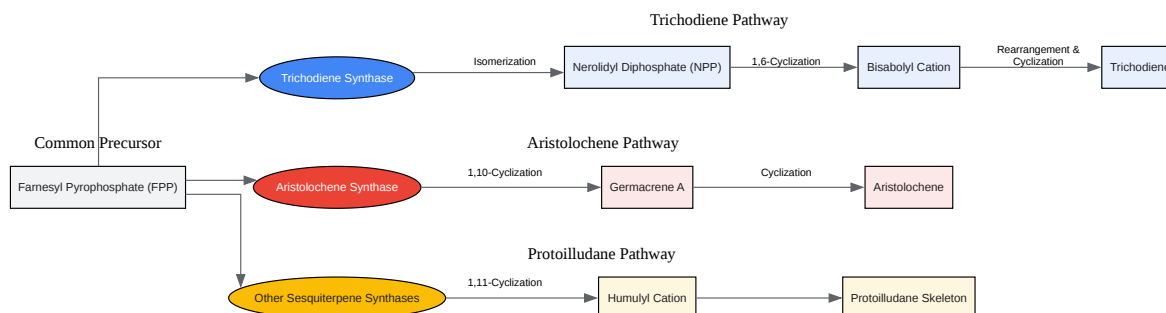 Trichodiene Pathway
Trichodiene Synthase
Isomerization
Nerolidyl Diphosphate (NPP)
1,6-Cyclization
Bisabolyl Cation
Rearrangement &
Cyclization
Trichodiene
Common Precursor
Farnesyl Pyrophosphate (FPP)
Aristolochene Pathway
Aristolochene Synthase
1,10-Cyclization
Germacrene A
Cyclization
Aristolochene
Protoilludane Pathway
Other Sesquiterpene Synthases
1,11-Cyclization
Humulyl Cation
Protoilludane Skeleton